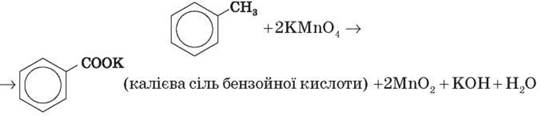 CH₃
+2KMnO₄ →
COOK
→ (калієва сіль бензойної кислоти) +2MnO₂ + KOH + H₂O